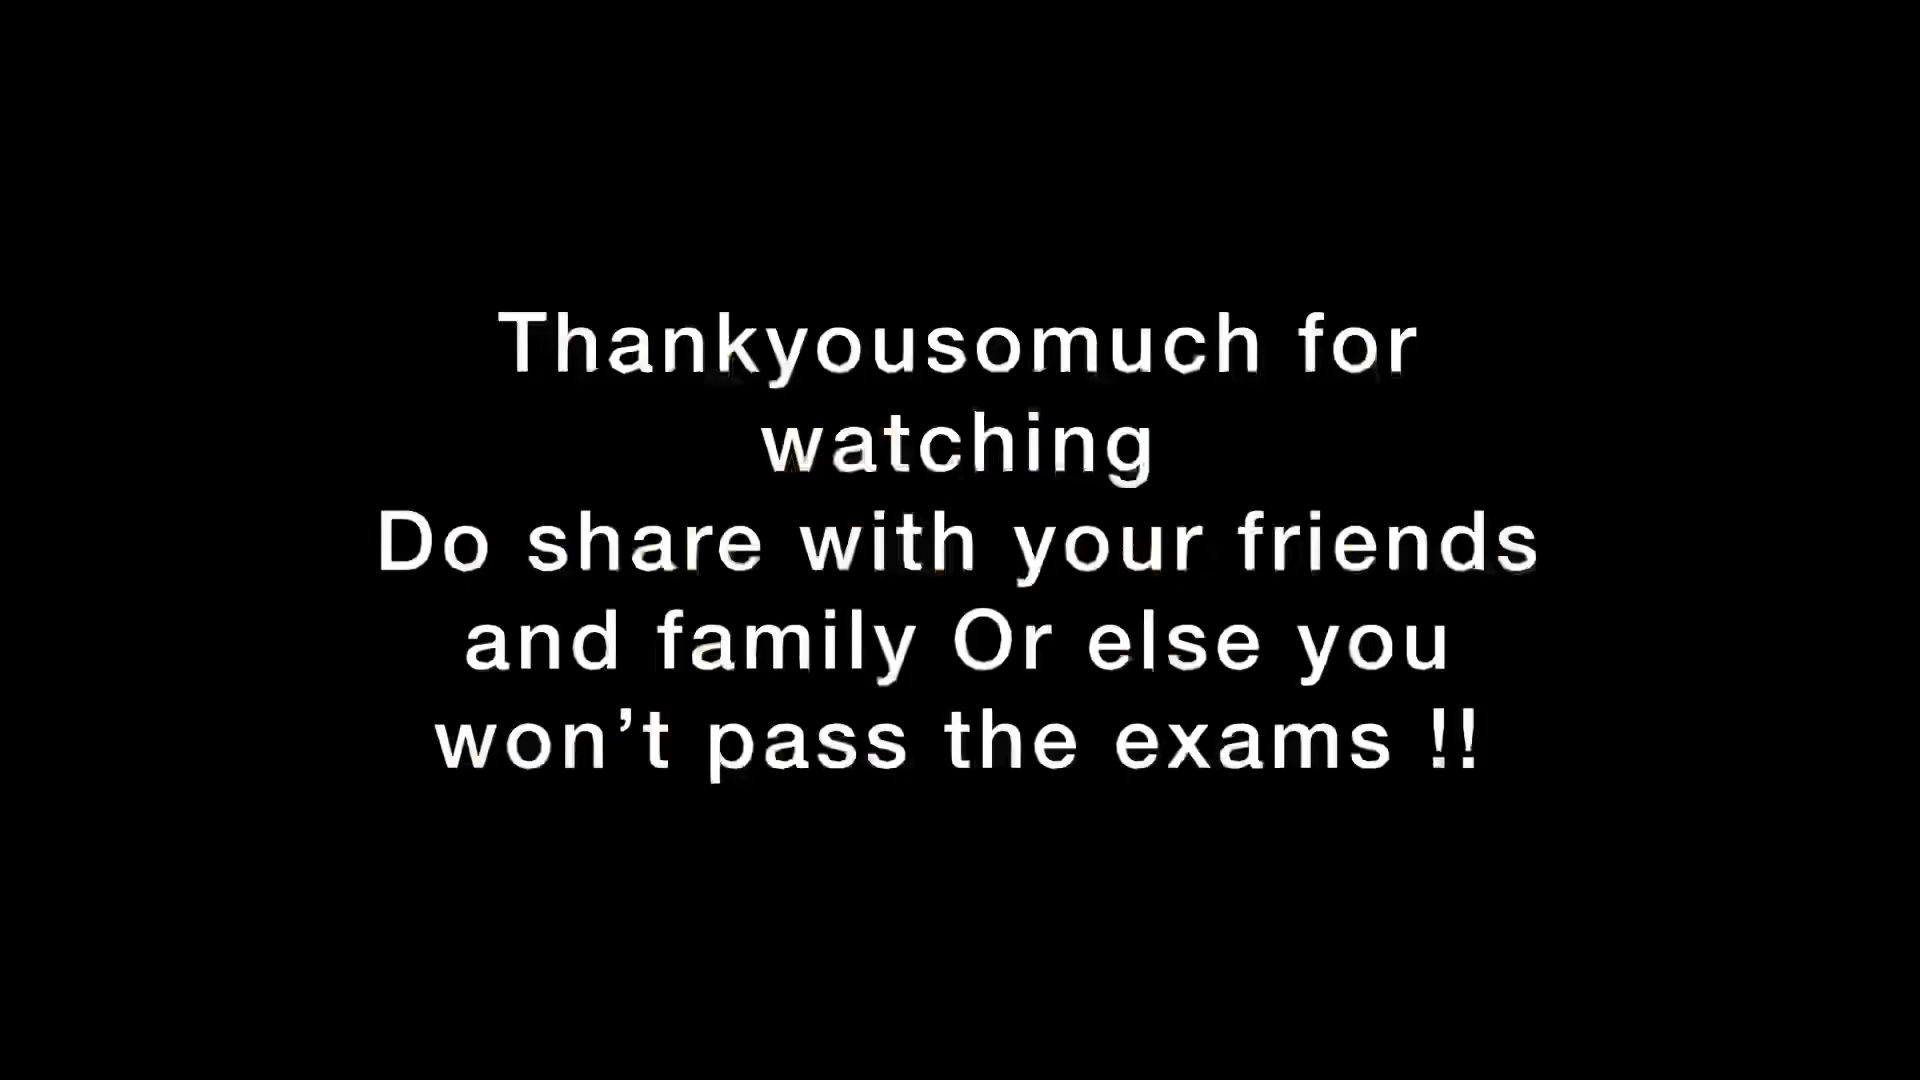 Thankyousomuch for
watching
Do share with your friends
and family Or else you
won’t pass the exams !!